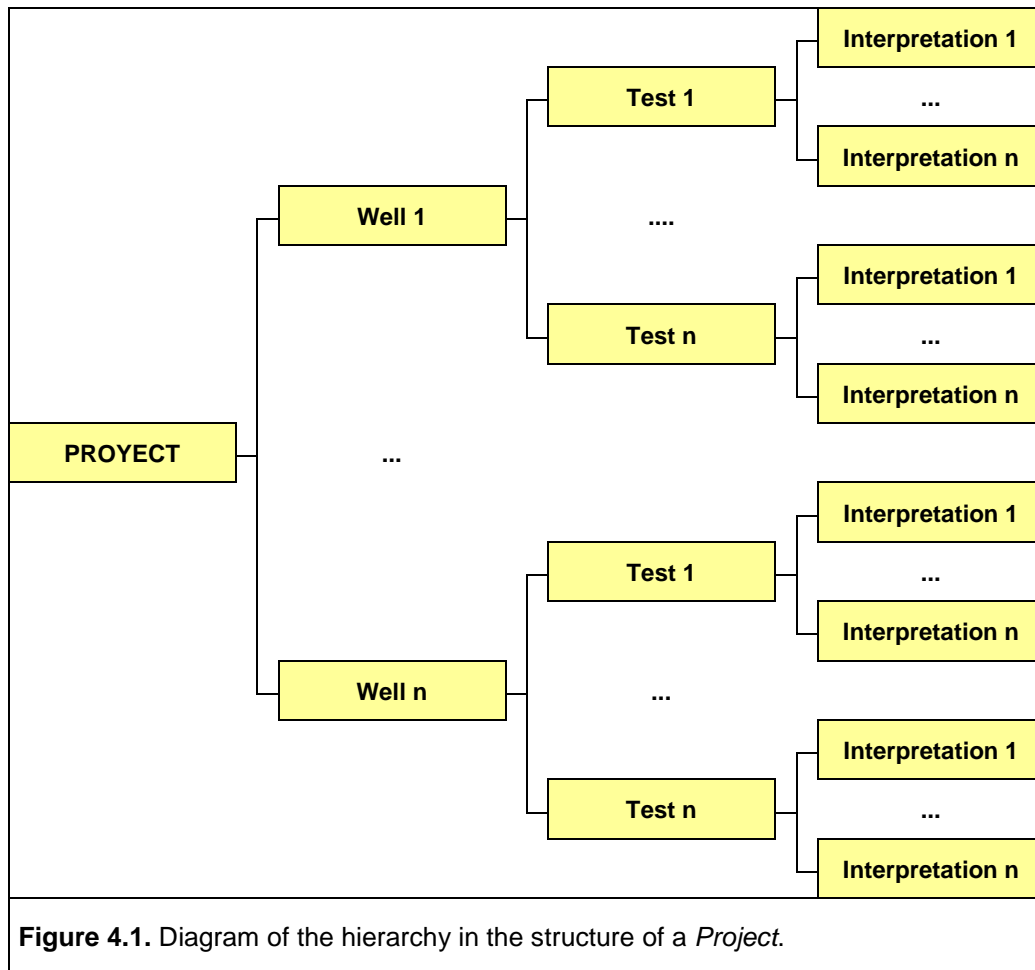 Interpretation 1
Test 1
...
Interpretation n
Well 1
....
Interpretation 1
Test n
...
Interpretation n
PROYECT
...
Interpretation 1
Test 1
...
Interpretation n
Well n
...
Interpretation 1
Test n
...
Interpretation n
Figure 4.1. Diagram of the hierarchy in the structure of a Project.